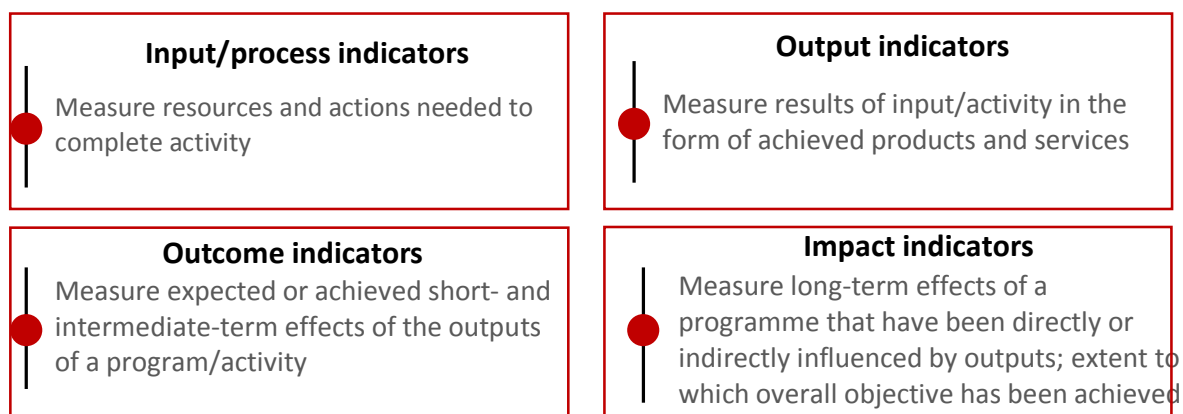 Input/process indicators
Measure resources and actions needed to
complete activity
Output indicators
Measure results of input/activity in the
form of achieved products and services
Outcome indicators
Measure expected or achieved short- and
intermediate-term effects of the outputs
of a program/activity
Impact indicators
Measure long-term effects of a
programme that have been directly or
indirectly influenced by outputs; extent to
which overall objective has been achieved